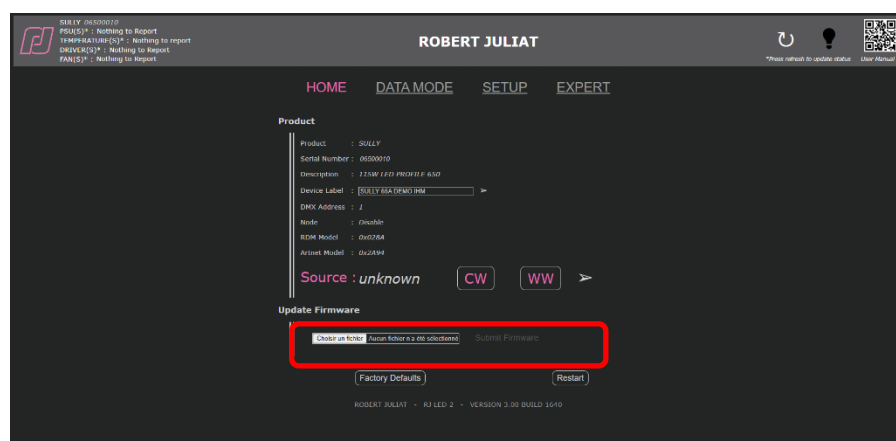 SULLY 06500010
PSU(S)* : Nothing to Report
TEMPERATURE(S)* : Nothing to report
DRIVER(S)* : Nothing to Report
FAN(S)* : Nothing to Report
ROBERT JULIAT
*Press refresh to update status
User Manual
HOME DATA MODE SETUP EXPERT
Product
Product : SULLY
Serial Number : 06500010
Description : 115W LED PROFILE 650
Device Label : SULLY 66A DEMO IHM ➢
DMX Address : 1
Node : Disable
RDM Model : 0x028A
Artnet Model : 0x2A94
Source : unknown CW WW ➢
Update Firmware
Choisir un fichier Aucun fichier n'a été sélectionné Submit Firmware
Factory Defaults Restart
ROBERT JULIAT - RJ LED 2 - VERSION 3.08 BUILD 1640